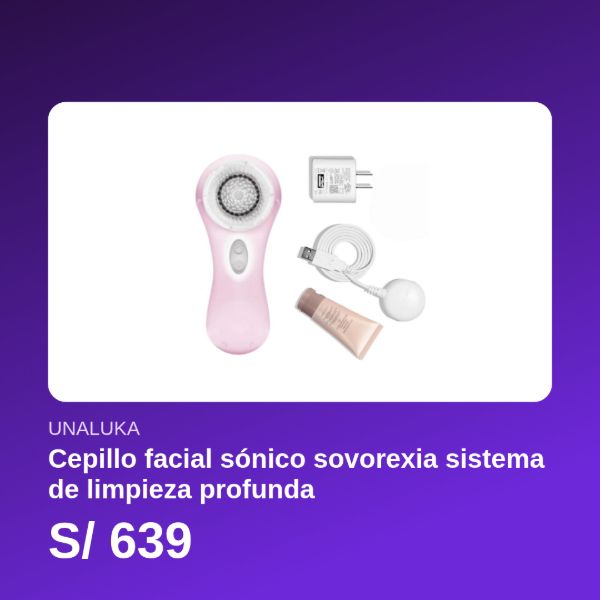 UNALUKA
Cepillo facial sónico sovorexia sistema
de limpieza profunda
S/ 639